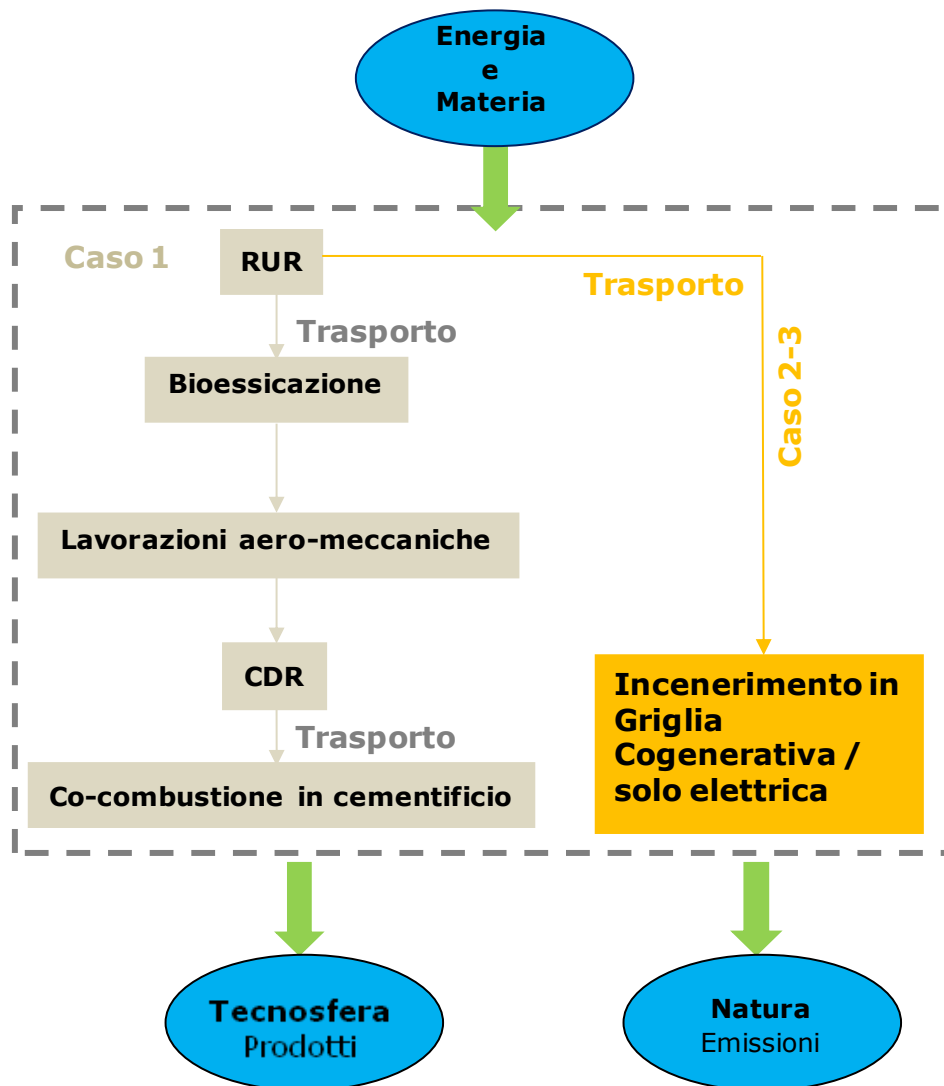 Energia
e
Materia
Caso 1
RUR
Trasporto
Trasporto
Caso 2-3
Bioessicazione
Lavorazioni aero-meccaniche
CDR
Trasporto
Co-combustione in cementificio
Incenerimento in
Griglia
Cogenerativa /
solo elettrica
Tecnosfera
Prodotti
Natura
Emissioni